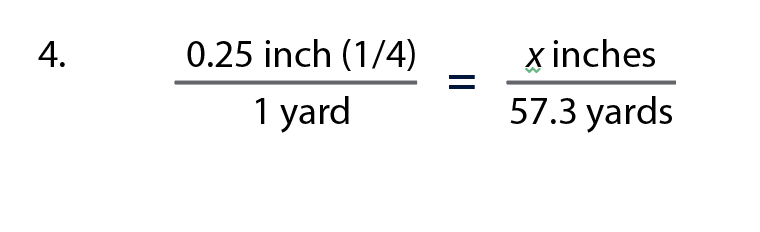 4. 0.25 inch (1/4) = x inches
1 yard 57.3 yards